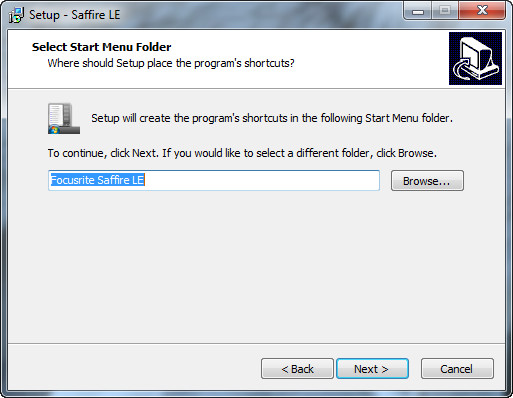 Setup - Saffire LE
Select Start Menu Folder
Where should Setup place the program's shortcuts?
Setup will create the program's shortcuts in the following Start Menu folder.
To continue, click Next. If you would like to select a different folder, click Browse.
Focusrite Saffire LE
Browse...
< Back
Next >
Cancel